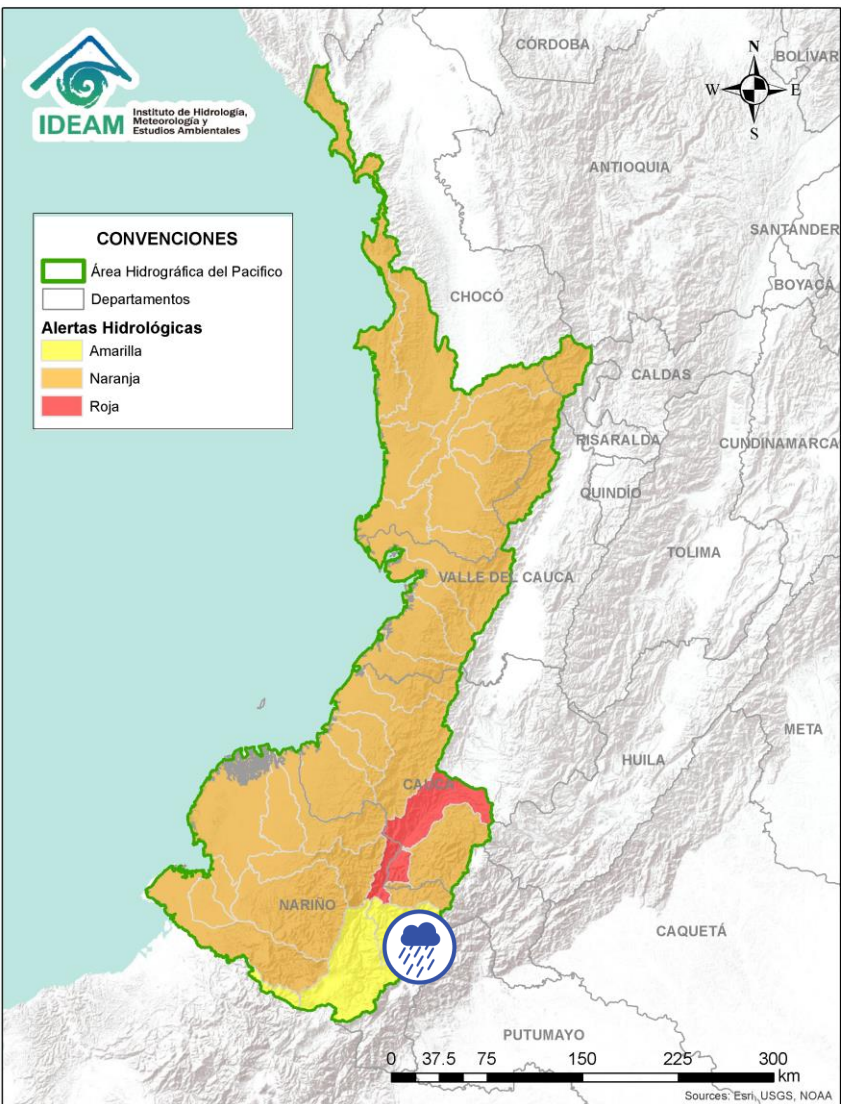 IDEAM
Instituto de Hidrología,
Meteorología y
Estudios Ambientales
CÓRDOBA
N
BOLÍVAR
W
E
S
ANTIOQUIA
SANTANDER
CONVENCIONES
Área Hidrográfica del Pacifico
Departamentos
Alertas Hidrológicas
Amarilla
Naranja
Roja
BOYACÁ
CHOCÓ
CALDAS
RISARALDA
CUNDINAMARCA
QUINDÍO
TOLIMA
VALLE DEL CAUCA
META
HUILA
CAUCA
NARIÑO
CAQUETÁ
PUTUMAYO
0 37.5 75 150 225 300
km
Sources: Esri, USGS, NOAA